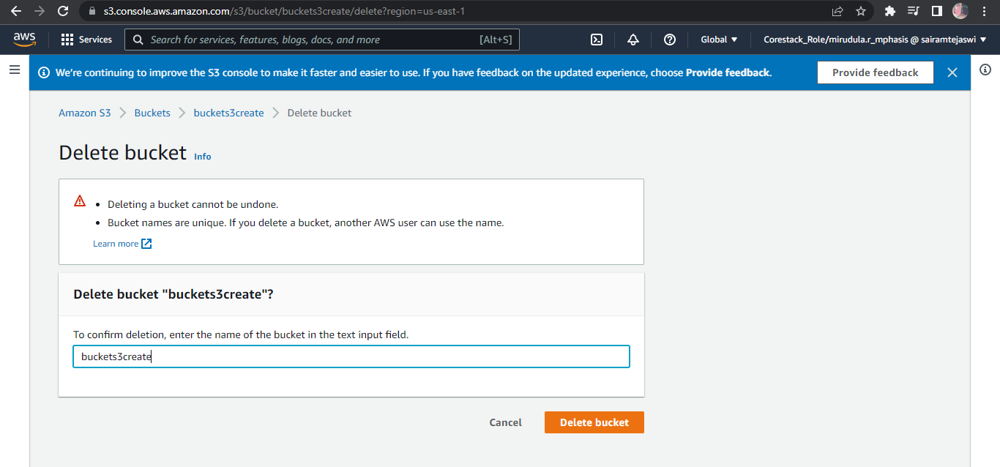 s3.console.aws.amazon.com/s3/bucket/buckets3create/delete?region=us-east-1
aws Services Search for services, features, blogs, docs, and more [Alt+S] Global Corestack_Role/mirudula.r_mphasis @ sairamtejaswi
We're continuing to improve the S3 console to make it faster and easier to use. If you have feedback on the updated experience, choose Provide feedback. Provide feedback
Amazon S3 Buckets buckets3create Delete bucket
Delete bucket Info
Deleting a bucket cannot be undone.
Bucket names are unique. If you delete a bucket, another AWS user can use the name.
Learn more
Delete bucket "buckets3create"?
To confirm deletion, enter the name of the bucket in the text input field.
buckets3create
Cancel Delete bucket